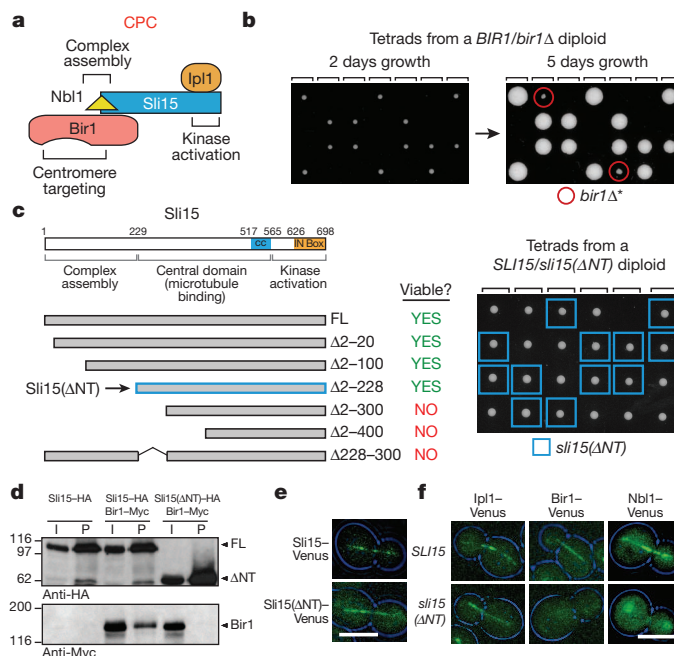 a
CPC
Complex
assembly
Ipl1
Nbl1
Sli15
Bir1
Kinase
activation
Centromere
targeting
b
Tetrads from a BIR1/bir1Δ diploid
2 days growth
5 days growth
bir1Δ*
c
Sli15
1 229 517 565 626 698
CC
IN Box
Complex
assembly
Central domain
(microtubule
binding)
Kinase
activation
Viable?
FL YES
Δ2–20 YES
Δ2–100 YES
Sli15(ΔNT) Δ2–228 YES
Δ2–300 NO
Δ2–400 NO
Δ228–300 NO
Tetrads from a
SLI15/sli15(ΔNT) diploid
sli15(ΔNT)
d
Sli15–HA
Sli15–HA
Bir1–Myc
Sli15(ΔNT)–HA
Bir1–Myc
I P I P I P
116
97
62
FL
ΔNT
Anti-HA
200
116
Bir1
Anti-Myc
e
Sli15–
Venus
Sli15(ΔNT)–
Venus
f
Ipl1–
Venus
Bir1–
Venus
Nbl1–
Venus
SLI15
sli15
(ΔNT)